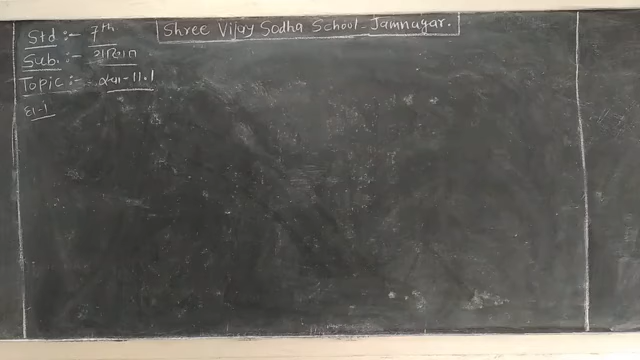 Shree Vijay Sodha School - Jamnagar.
Std :- 7th
Sub. :- ગણિત
Topic :- સ્વા-11.1
દા-1